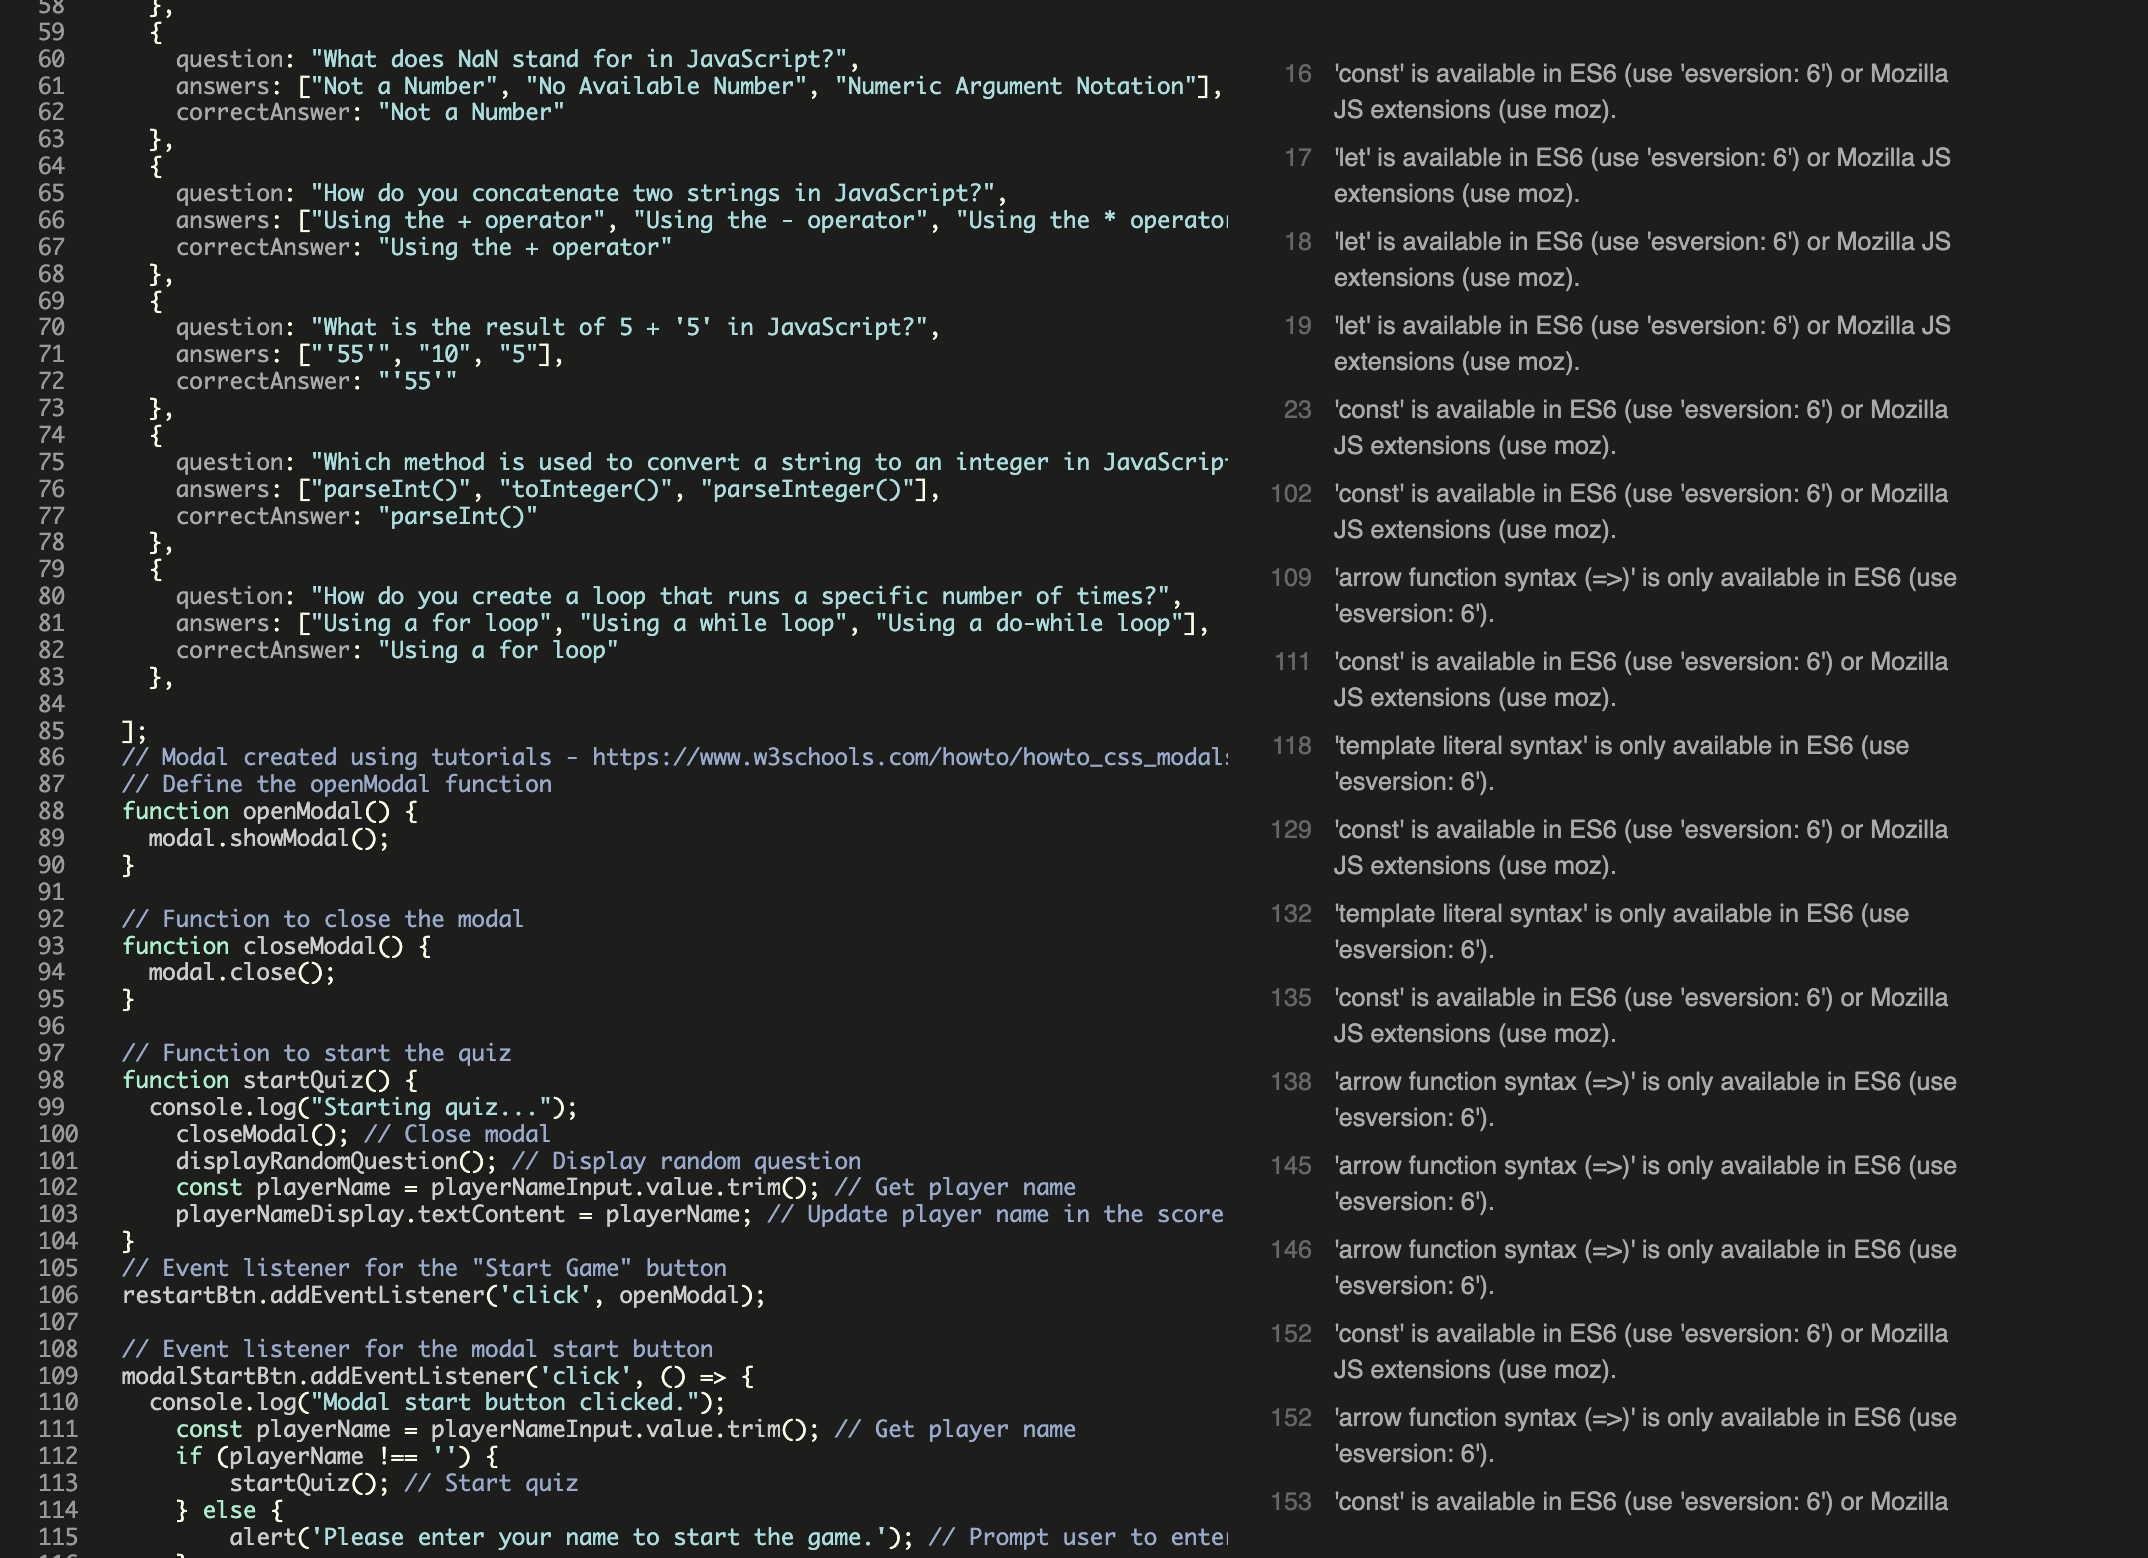 58 },
59 {
60 question: "What does NaN stand for in JavaScript?",
61 answers: ["Not a Number", "No Available Number", "Numeric Argument Notation"],
62 correctAnswer: "Not a Number"
63 },
64 {
65 question: "How do you concatenate two strings in JavaScript?",
66 answers: ["Using the + operator", "Using the - operator", "Using the * operator
67 correctAnswer: "Using the + operator"
68 },
69 {
70 question: "What is the result of 5 + '5' in JavaScript?",
71 answers: ["'55'", "10", "5"],
72 correctAnswer: "'55'"
73 },
74 {
75 question: "Which method is used to convert a string to an integer in JavaScrip
76 answers: ["parseInt()", "toInteger()", "parseInteger()"],
77 correctAnswer: "parseInt()"
78 },
79 {
80 question: "How do you create a loop that runs a specific number of times?",
81 answers: ["Using a for loop", "Using a while loop", "Using a do-while loop"],
82 correctAnswer: "Using a for loop"
83 },
84
85 ];
86 // Modal created using tutorials - https://www.w3schools.com/howto/howto_css_modals
87 // Define the openModal function
88 function openModal() {
89 modal.showModal();
90 }
91
92 // Function to close the modal
93 function closeModal() {
94 modal.close();
95 }
96
97 // Function to start the quiz
98 function startQuiz() {
99 console.log("Starting quiz...");
100 closeModal(); // Close modal
101 displayRandomQuestion(); // Display random question
102 const playerName = playerNameInput.value.trim(); // Get player name
103 playerNameDisplay.textContent = playerName; // Update player name in the score
104 }
105 // Event listener for the "Start Game" button
106 restartBtn.addEventListener('click', openModal);
107
108 // Event listener for the modal start button
109 modalStartBtn.addEventListener('click', () => {
110 console.log("Modal start button clicked.");
111 const playerName = playerNameInput.value.trim(); // Get player name
112 if (playerName !== '') {
113 startQuiz(); // Start quiz
114 } else {
115 alert('Please enter your name to start the game.'); // Prompt user to ente
16 'const' is available in ES6 (use 'esversion: 6') or Mozilla
JS extensions (use moz).
17 'let' is available in ES6 (use 'esversion: 6') or Mozilla JS
extensions (use moz).
18 'let' is available in ES6 (use 'esversion: 6') or Mozilla JS
extensions (use moz).
19 'let' is available in ES6 (use 'esversion: 6') or Mozilla JS
extensions (use moz).
23 'const' is available in ES6 (use 'esversion: 6') or Mozilla
JS extensions (use moz).
102 'const' is available in ES6 (use 'esversion: 6') or Mozilla
JS extensions (use moz).
109 'arrow function syntax (=>)' is only available in ES6 (use
'esversion: 6').
111 'const' is available in ES6 (use 'esversion: 6') or Mozilla
JS extensions (use moz).
118 'template literal syntax' is only available in ES6 (use
'esversion: 6').
129 'const' is available in ES6 (use 'esversion: 6') or Mozilla
JS extensions (use moz).
132 'template literal syntax' is only available in ES6 (use
'esversion: 6').
135 'const' is available in ES6 (use 'esversion: 6') or Mozilla
JS extensions (use moz).
138 'arrow function syntax (=>)' is only available in ES6 (use
'esversion: 6').
145 'arrow function syntax (=>)' is only available in ES6 (use
'esversion: 6').
146 'arrow function syntax (=>)' is only available in ES6 (use
'esversion: 6').
152 'const' is available in ES6 (use 'esversion: 6') or Mozilla
JS extensions (use moz).
152 'arrow function syntax (=>)' is only available in ES6 (use
'esversion: 6').
153 'const' is available in ES6 (use 'esversion: 6') or Mozilla